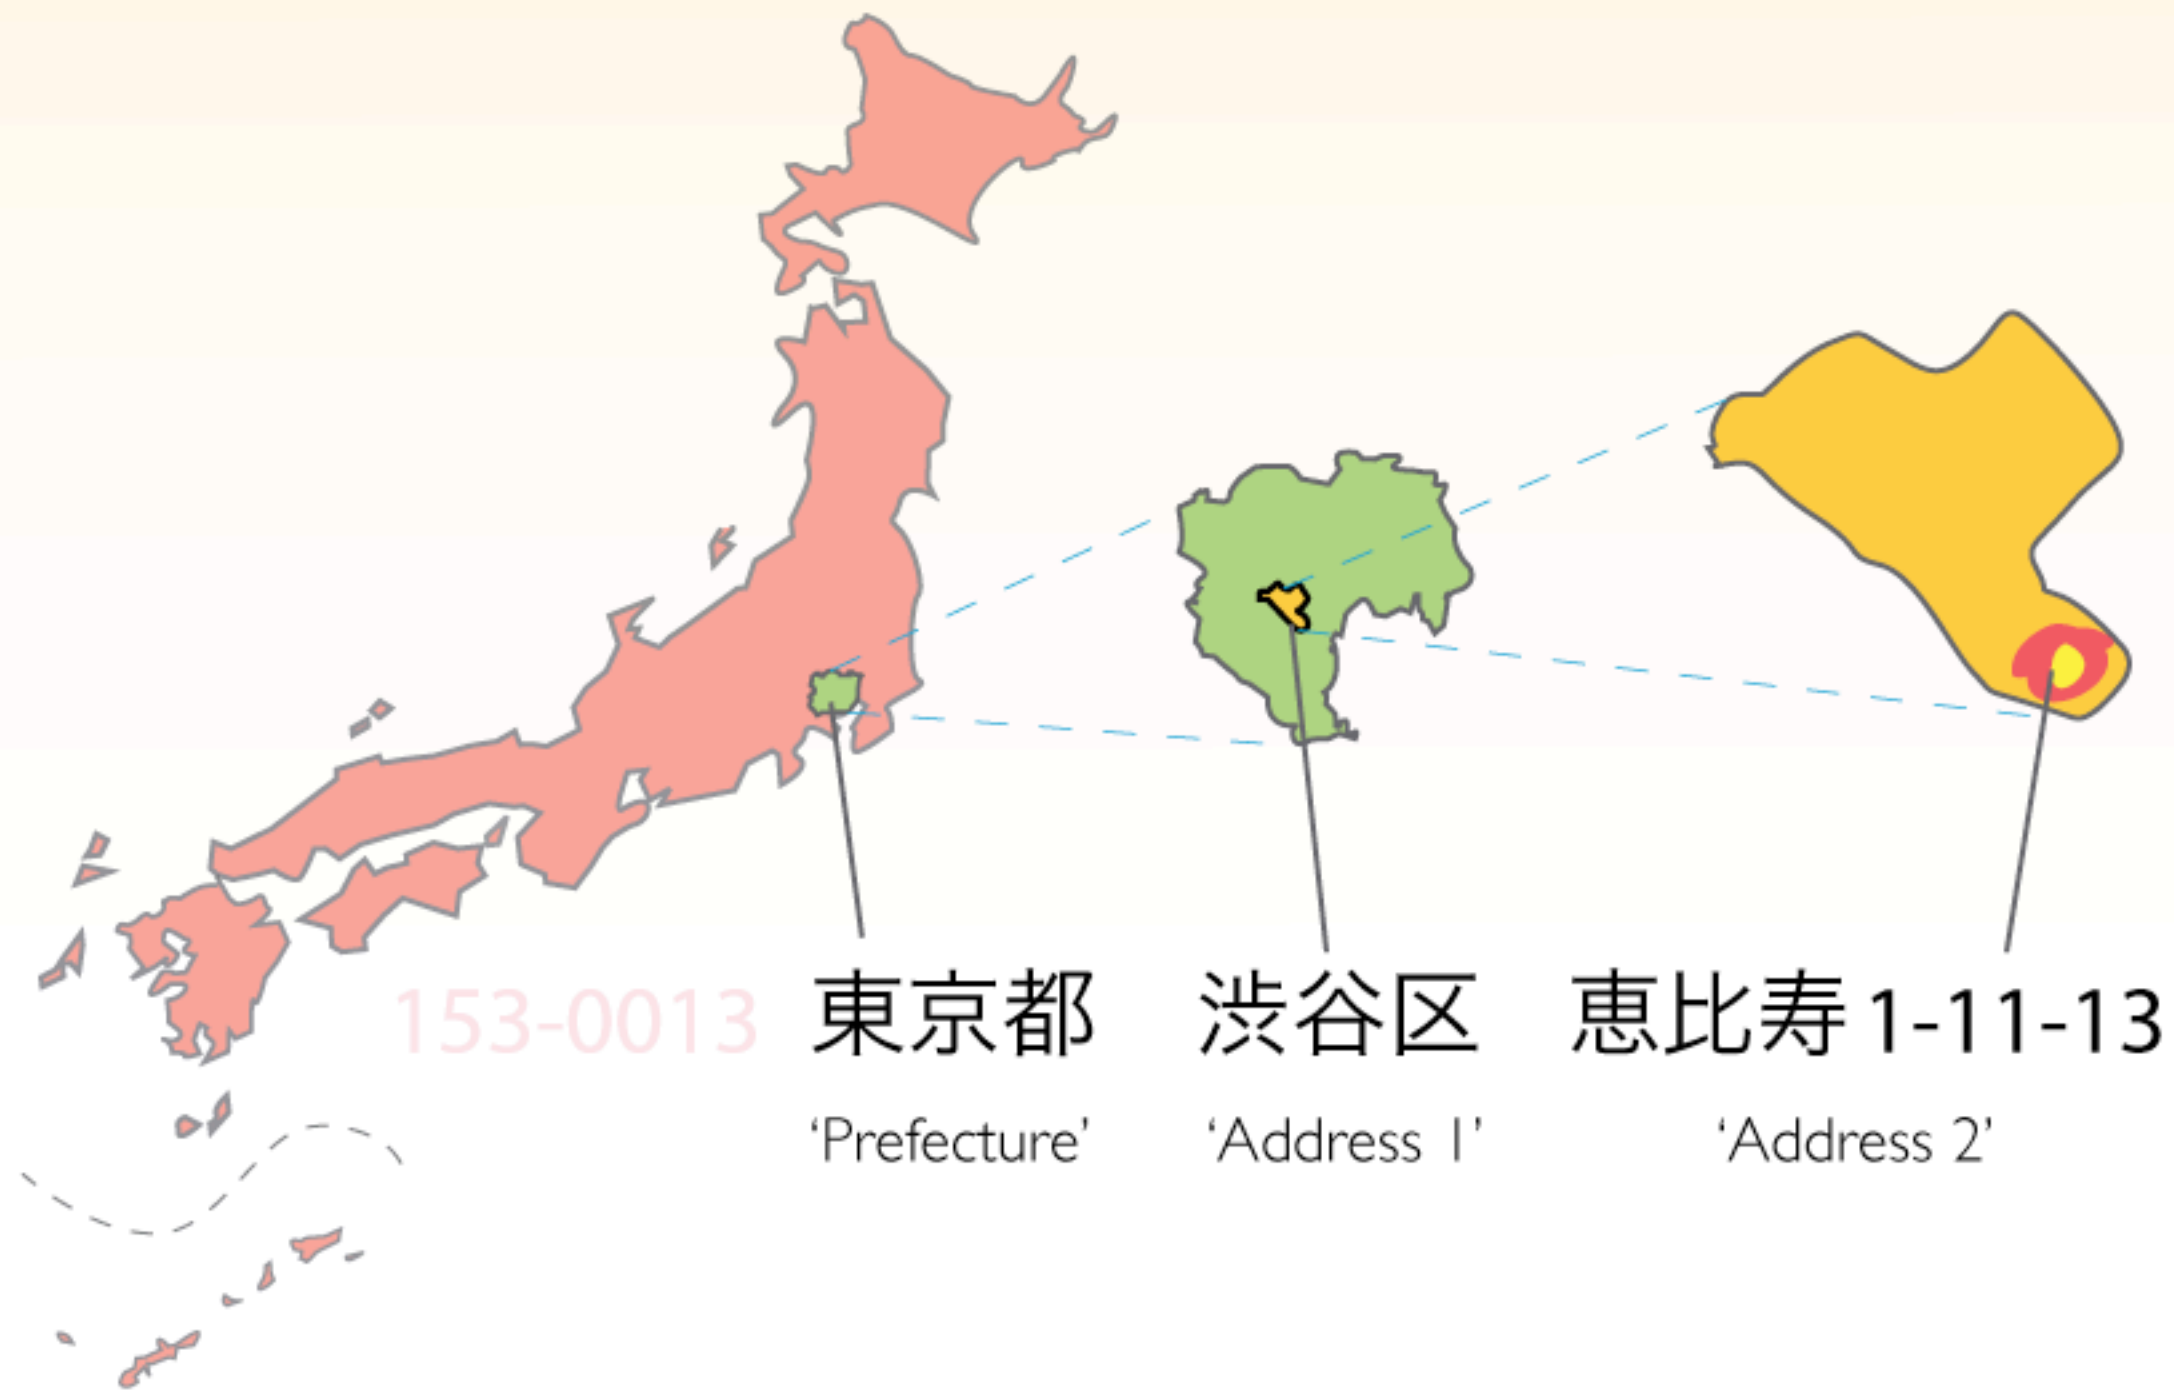 153-0013 東京都 渋谷区 恵比寿 1-11-13
‘Prefecture’ ‘Address 1’ ‘Address 2’